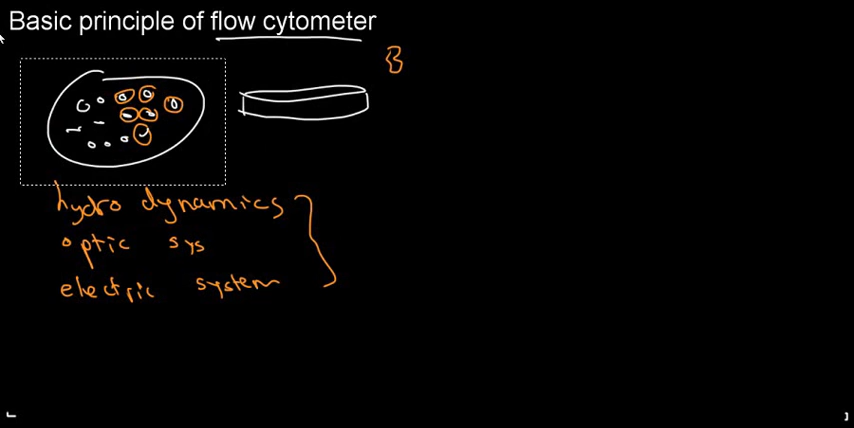 Basic principle of flow cytometer
B
hydro dynamics
optic sys
electric system